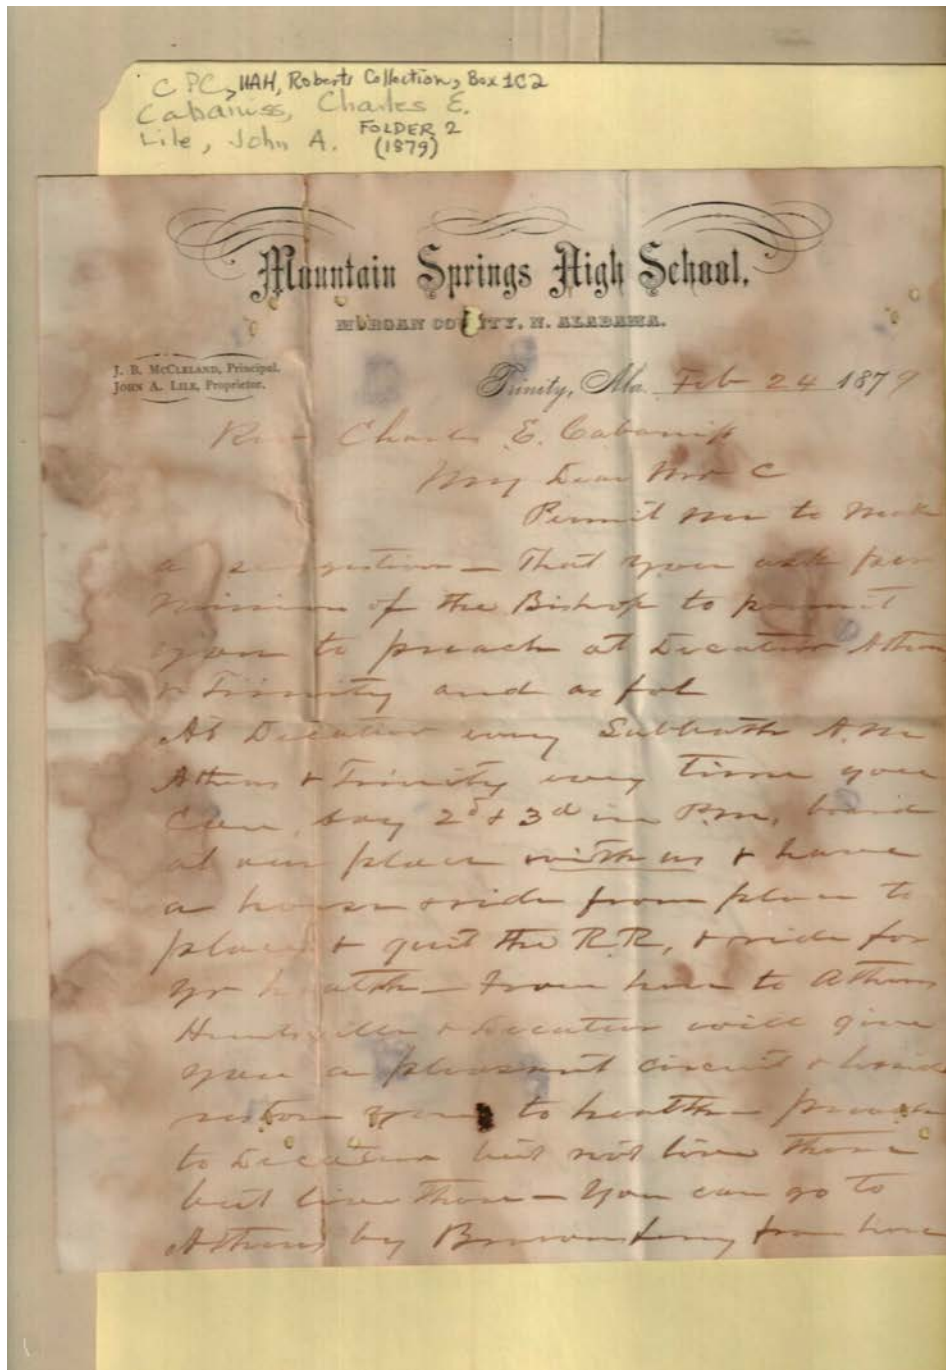 CPC, UAH, Roberts Collection, Box 1C2
Cabaniss, Charles E.
FOLDER 2
Lile, John A. (1879)
Mountain Springs High School,
MORGAN COUNTY, N. ALABAMA.
J. B. McCleland, Principal.
John A. Lile, Proprietor.
Trinity, Ala. Feb 24 1879
Rev Charles E. Cabaniss
My Dear Mr C
Permit me to make
a suggestion — That you ask per
mission of the Bishop to permit
you to preach at Decatur Athens
& Trinity and as fol
At Decatur every Sabbath A.M
Athens & Trinity every time you
can, say 2d & 3d in P.M, board
at our place with us & have
a horse & ride from place to
place & quit the R.R, & ride for
yr health — From here to Athens
Huntsville & Decatur will give
you a pleasant circuit &
restore you to health — preach
to Decatur but not live there
but live there — You can go to
Athens by Browns ferry from here